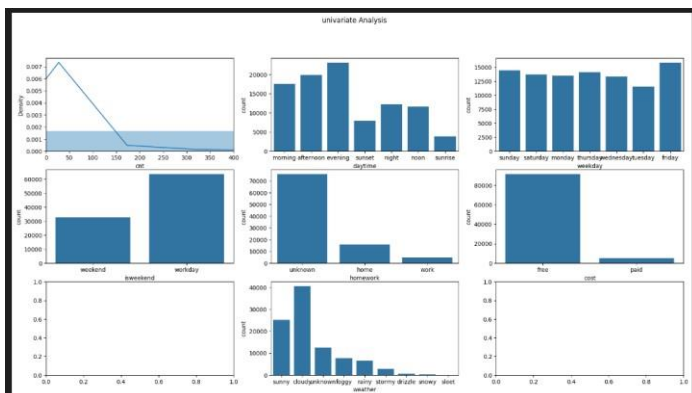 univariate Analysis
0.007
0.006
0.005
0.004
0.003
0.002
0.001
0.000
Density
0 50 100 150 200 250 300 350 400
20000
15000
10000
5000
0
count
morning afternoon evening sunset night noon sunrise
daytime
15000
12500
10000
7500
5000
2500
0
count
sunday saturday monday thursday wednesday tuesday friday
weekday
60000
50000
40000
30000
20000
10000
0
count
weekend workday
isweekend
70000
60000
50000
40000
30000
20000
10000
0
count
unknown home work
homework
80000
60000
40000
20000
0
count
free paid
cost
1.0
0.8
0.6
0.4
0.2
0.0
0.0 0.2 0.4 0.6 0.8 1.0
40000
30000
20000
10000
0
count
sunny cloudy unknown foggy rainy stormy drizzle snowy sleet
weather
1.0
0.8
0.6
0.4
0.2
0.0
0.0 0.2 0.4 0.6 0.8 1.0